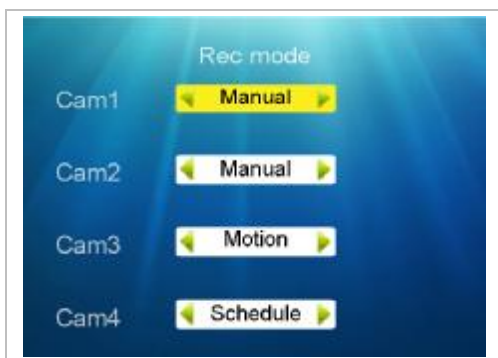 Rec mode
Cam1 Manual
Cam2 Manual
Cam3 Motion
Cam4 Schedule